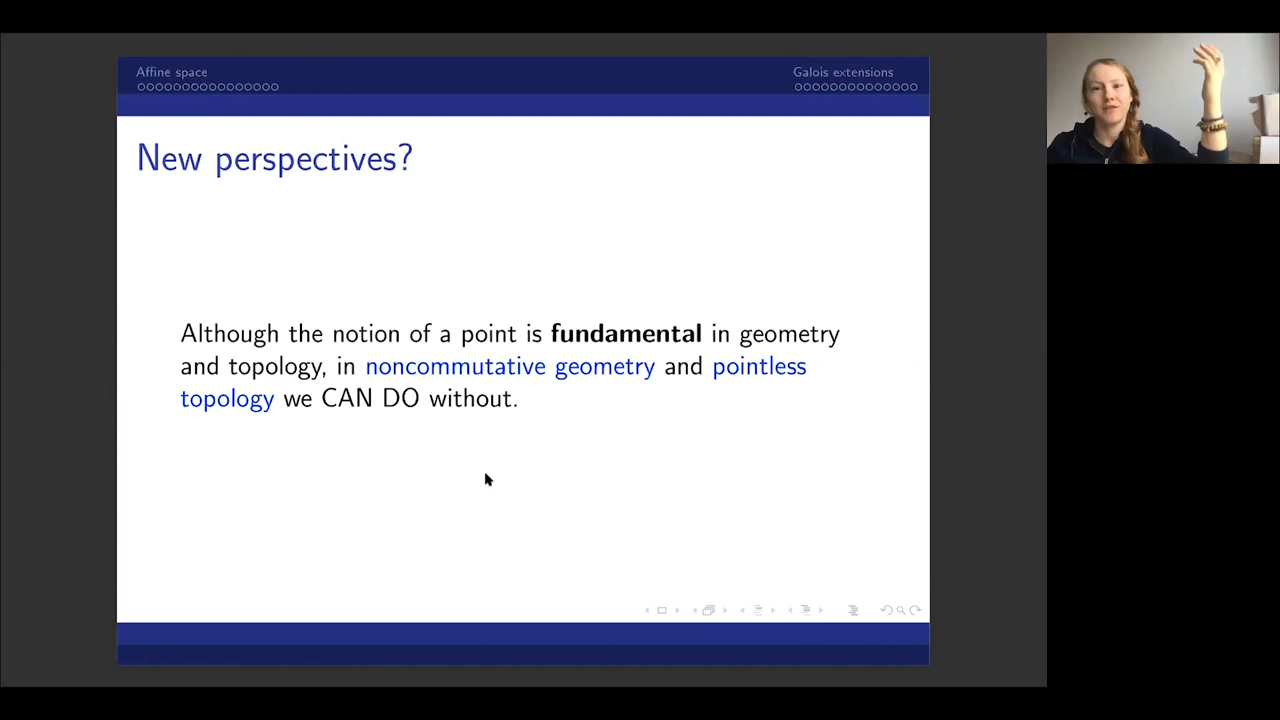 Affine space
Galois extensions
New perspectives?
Although the notion of a point is fundamental in geometry
and topology, in noncommutative geometry and pointless
topology we CAN DO without.